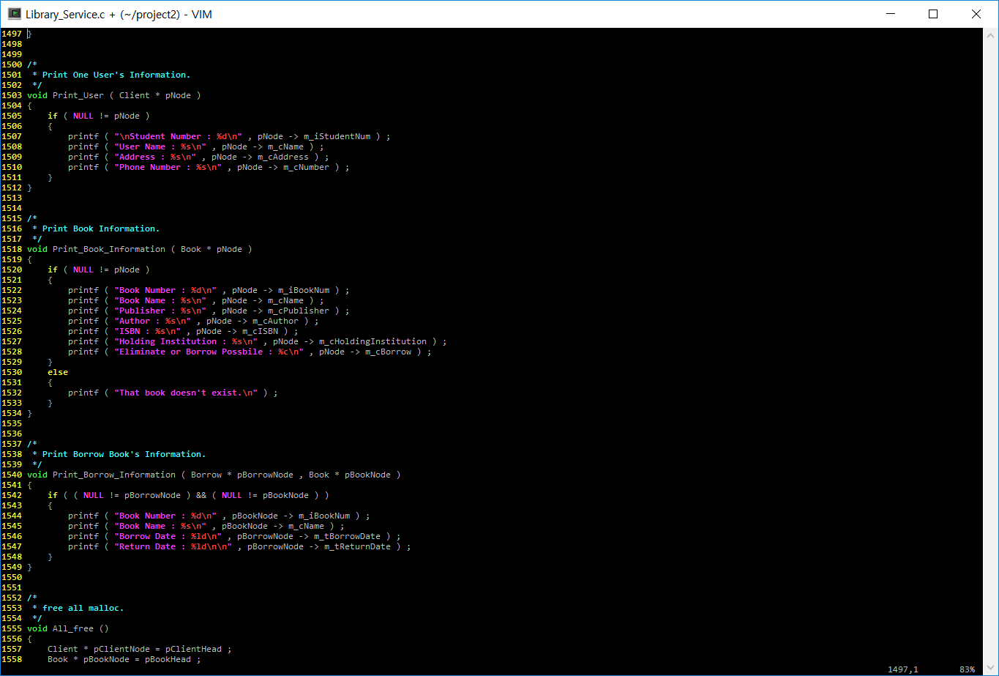 Library_Service.c + (~/project2) - VIM
1497 }
1498
1499
1500 /*
1501  * Print One User's Information.
1502  */
1503 void Print_User ( Client * pNode )
1504 {
1505     if ( NULL != pNode )
1506     {
1507         printf ( "\nStudent Number : %d\n" , pNode -> m_iStudentNum ) ;
1508         printf ( "User Name : %s\n" , pNode -> m_cName ) ;
1509         printf ( "Address : %s\n" , pNode -> m_cAddress ) ;
1510         printf ( "Phone Number : %s\n" , pNode -> m_cNumber ) ;
1511     }
1512 }
1513
1514
1515 /*
1516  * Print Book Information.
1517  */
1518 void Print_Book_Information ( Book * pNode )
1519 {
1520     if ( NULL != pNode )
1521     {
1522         printf ( "Book Number : %d\n" , pNode -> m_iBookNum ) ;
1523         printf ( "Book Name : %s\n" , pNode -> m_cName ) ;
1524         printf ( "Publisher : %s\n" , pNode -> m_cPublisher ) ;
1525         printf ( "Author : %s\n" , pNode -> m_cAuthor ) ;
1526         printf ( "ISBN : %s\n" , pNode -> m_cISBN ) ;
1527         printf ( "Holding Institution : %s\n" , pNode -> m_cHoldingInstitution ) ;
1528         printf ( "Eliminate or Borrow Possbile : %c\n" , pNode -> m_cBorrow ) ;
1529     }
1530     else
1531     {
1532         printf ( "That book doesn't exist.\n" ) ;
1533     }
1534 }
1535
1536
1537 /*
1538  * Print Borrow Book's Information.
1539  */
1540 void Print_Borrow_Information ( Borrow * pBorrowNode , Book * pBookNode )
1541 {
1542     if ( ( NULL != pBorrowNode ) && ( NULL != pBookNode ) )
1543     {
1544         printf ( "Book Number : %d\n" , pBookNode -> m_iBookNum ) ;
1545         printf ( "Book Name : %s\n" , pBookNode -> m_cName ) ;
1546         printf ( "Borrow Date : %ld\n" , pBorrowNode -> m_tBorrowDate ) ;
1547         printf ( "Return Date : %ld\n\n" , pBorrowNode -> m_tReturnDate ) ;
1548     }
1549 }
1550
1551
1552 /*
1553  * free all malloc.
1554  */
1555 void All_free ()
1556 {
1557     Client * pClientNode = pClientHead ;
1558     Book * pBookNode = pBookHead ;
1497,1 83%